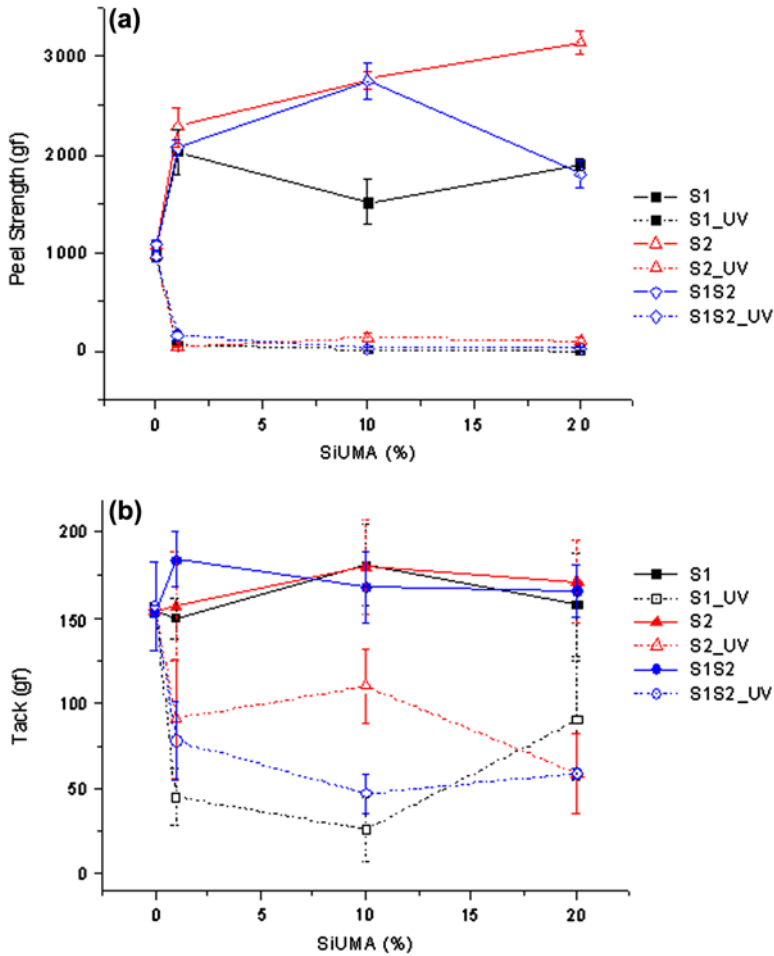 (a)
3000
2000
1000
0
Peel Strength (gf)
0 5 10 15 20
SiUMA (%)
S1
S1_UV
S2
S2_UV
S1S2
S1S2_UV
(b)
200
150
100
50
0
Tack (gf)
0 5 10 15 20
SiUMA (%)
S1
S1_UV
S2
S2_UV
S1S2
S1S2_UV